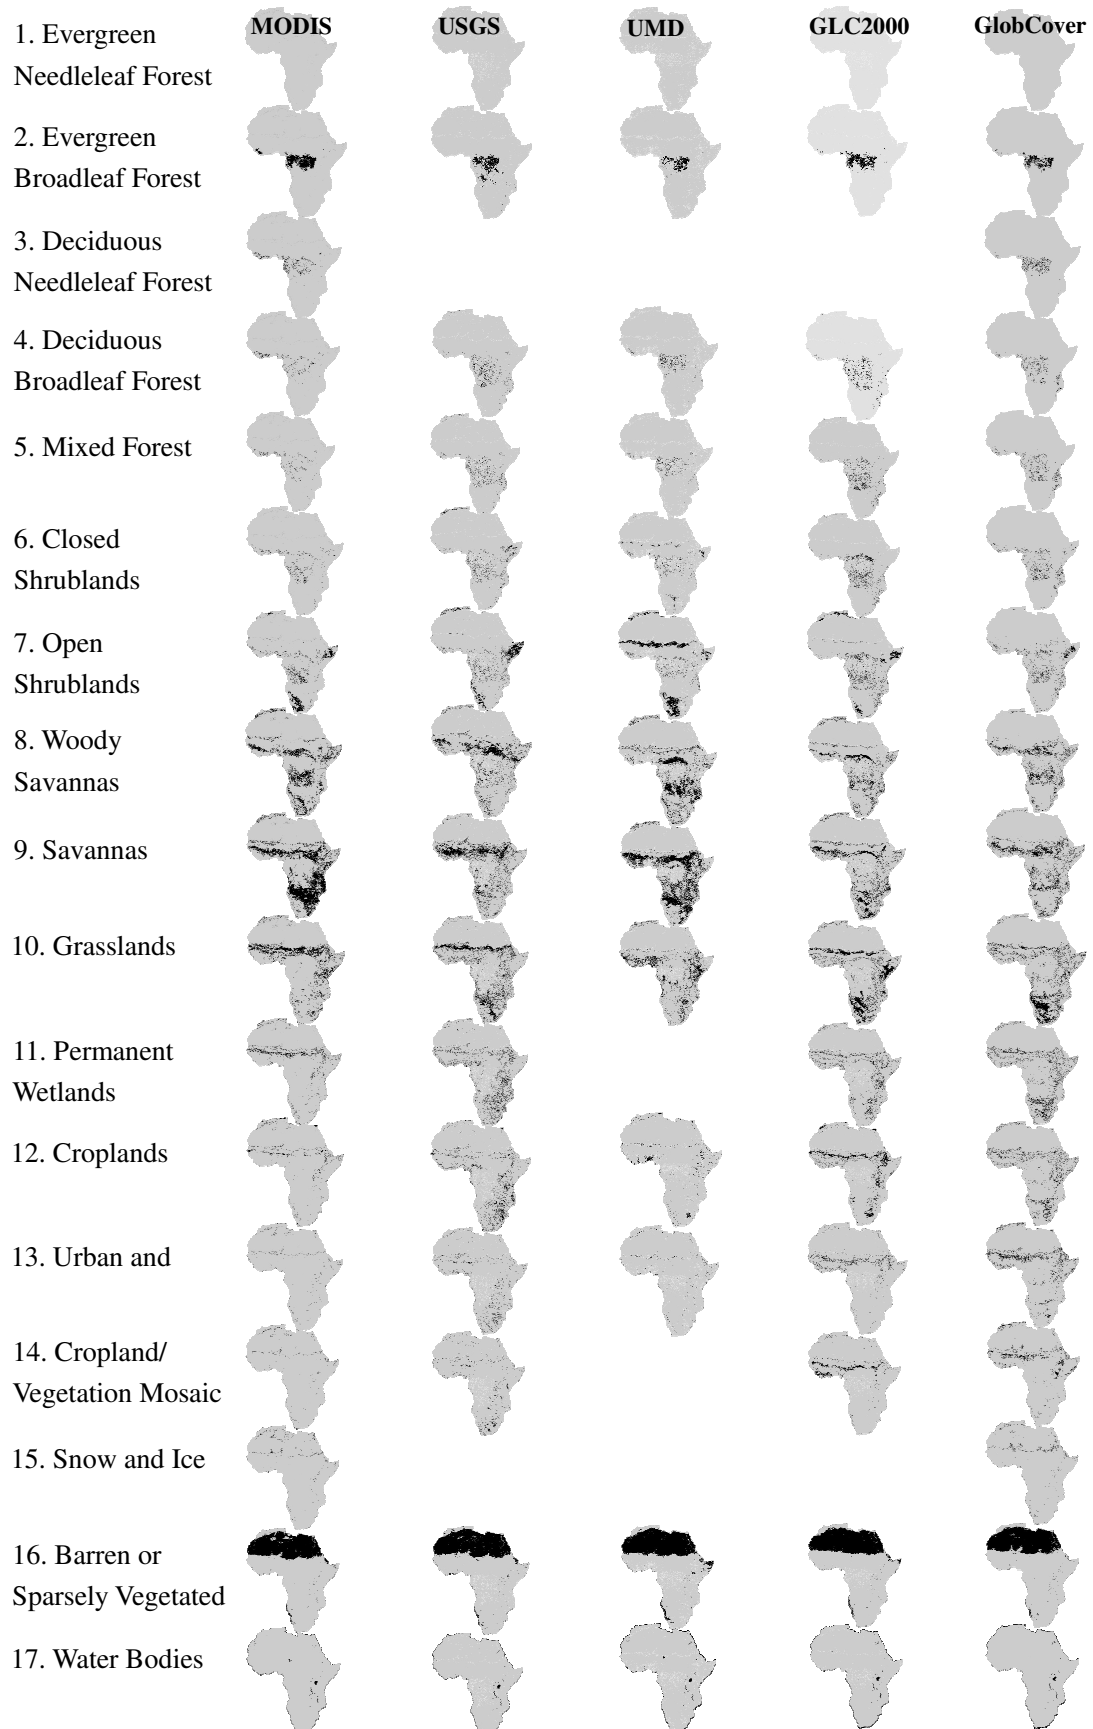 MODIS USGS UMD GLC2000 GlobCover
1. Evergreen
Needleleaf Forest
2. Evergreen
Broadleaf Forest
3. Deciduous
Needleleaf Forest
4. Deciduous
Broadleaf Forest
5. Mixed Forest
6. Closed
Shrublands
7. Open
Shrublands
8. Woody
Savannas
9. Savannas
10. Grasslands
11. Permanent
Wetlands
12. Croplands
13. Urban and
14. Cropland/
Vegetation Mosaic
15. Snow and Ice
16. Barren or
Sparsely Vegetated
17. Water Bodies